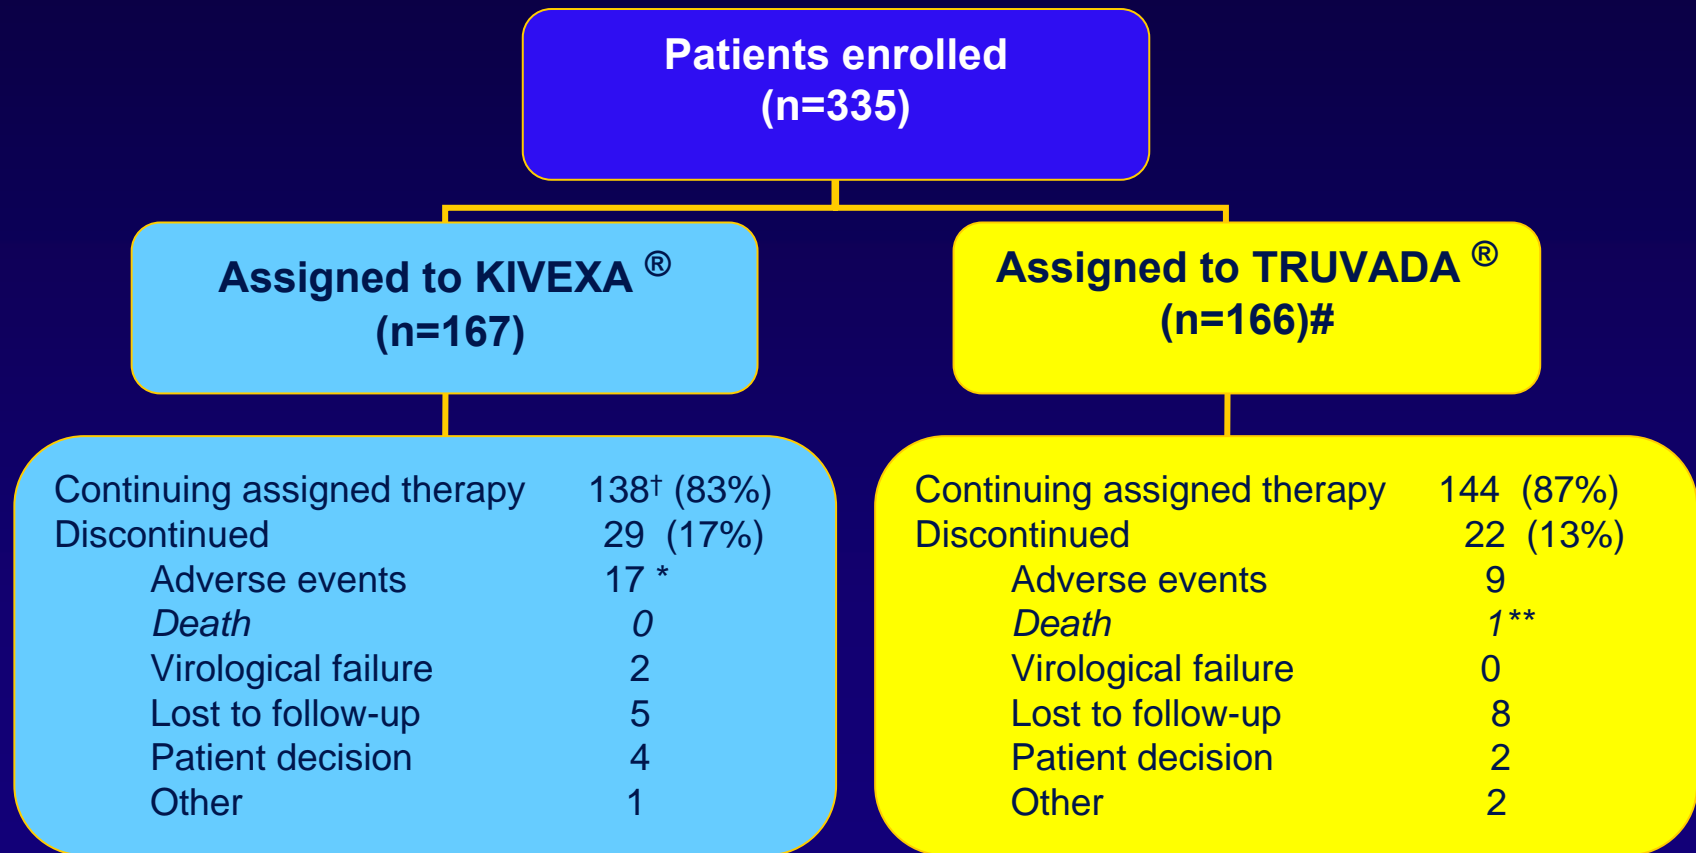 Patients enrolled
(n=335)
Assigned to KIVEXA ®
(n=167)
Assigned to TRUVADA ®
(n=166)#
Continuing assigned therapy 138† (83%)
Discontinued 29 (17%)
Adverse events 17 *
Death 0
Virological failure 2
Lost to follow-up 5
Patient decision 4
Other 1
Continuing assigned therapy 144 (87%)
Discontinued 22 (13%)
Adverse events 9
Death 1**
Virological failure 0
Lost to follow-up 8
Patient decision 2
Other 2